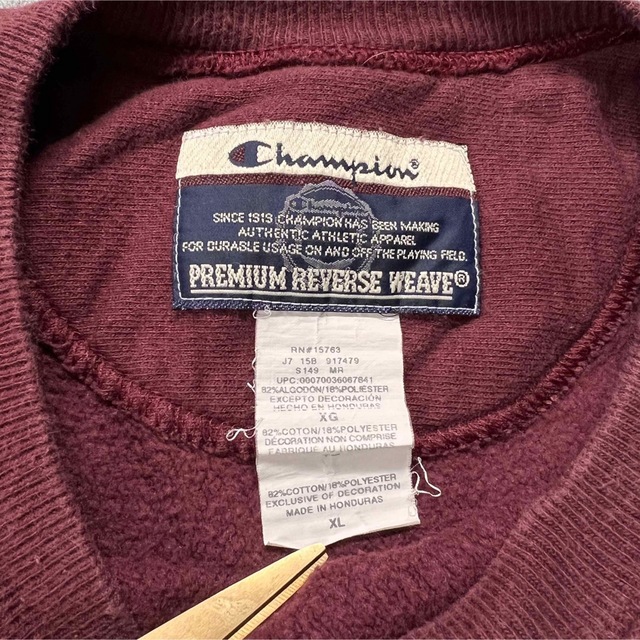 Champion®
SINCE 1919 CHAMPION HAS BEEN MAKING
AUTHENTIC ATHLETIC APPAREL
FOR DURABLE USAGE ON AND OFF THE PLAYING FIELD.
PREMIUM REVERSE WEAVE®
RN#15763
J7 15B 917479
S149 MR
UPC:00070036067841
82%ALGODON/18%POLIESTER
EXCEPTO DECORACIÓN
HECHO EN HONDURAS
XG
82%COTON/18%POLYESTER
DÉCORATION NON COMPRISE
FABRIQUÉ AU HONDURAS
82%COTTON/18%POLYESTER
EXCLUSIVE OF DECORATION
MADE IN HONDURAS
XL